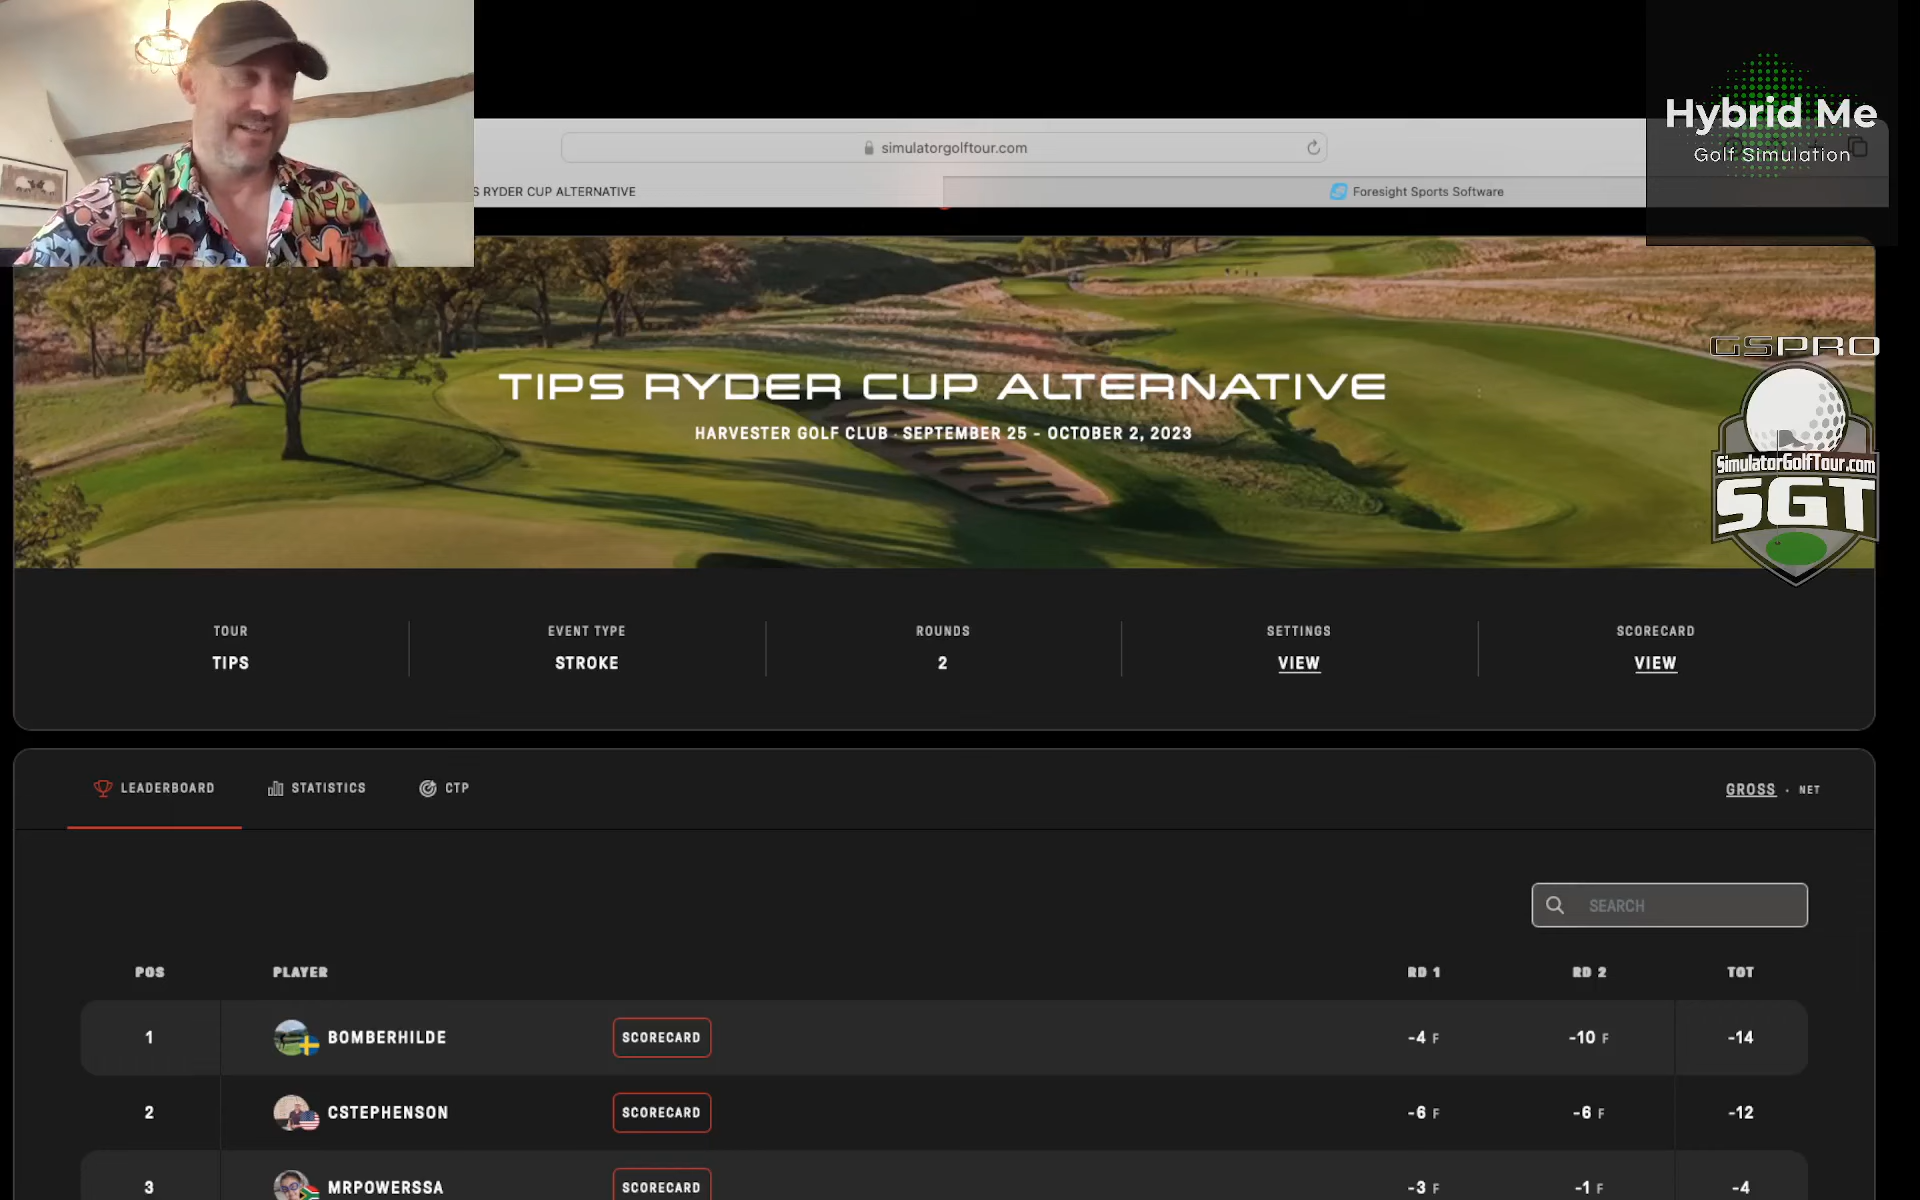 Hybrid Me
Golf Simulation
simulatorgolftour.com
S RYDER CUP ALTERNATIVE
Foresight Sports Software
GSPRO
TIPS RYDER CUP ALTERNATIVE
HARVESTER GOLF CLUB · SEPTEMBER 25 - OCTOBER 2, 2023
SimulatorGolfTour.com
SGT
TOUR
TIPS
EVENT TYPE
STROKE
ROUNDS
2
SETTINGS
VIEW
SCORECARD
VIEW
LEADERBOARD STATISTICS CTP
GROSS · NET
SEARCH
POS PLAYER RD 1 RD 2 TOT
1 BOMBERHILDE SCORECARD -4 F -10 F -14
2 CSTEPHENSON SCORECARD -6 F -6 F -12
3 MRPOWERSSA SCORECARD -3 F -1 F -4